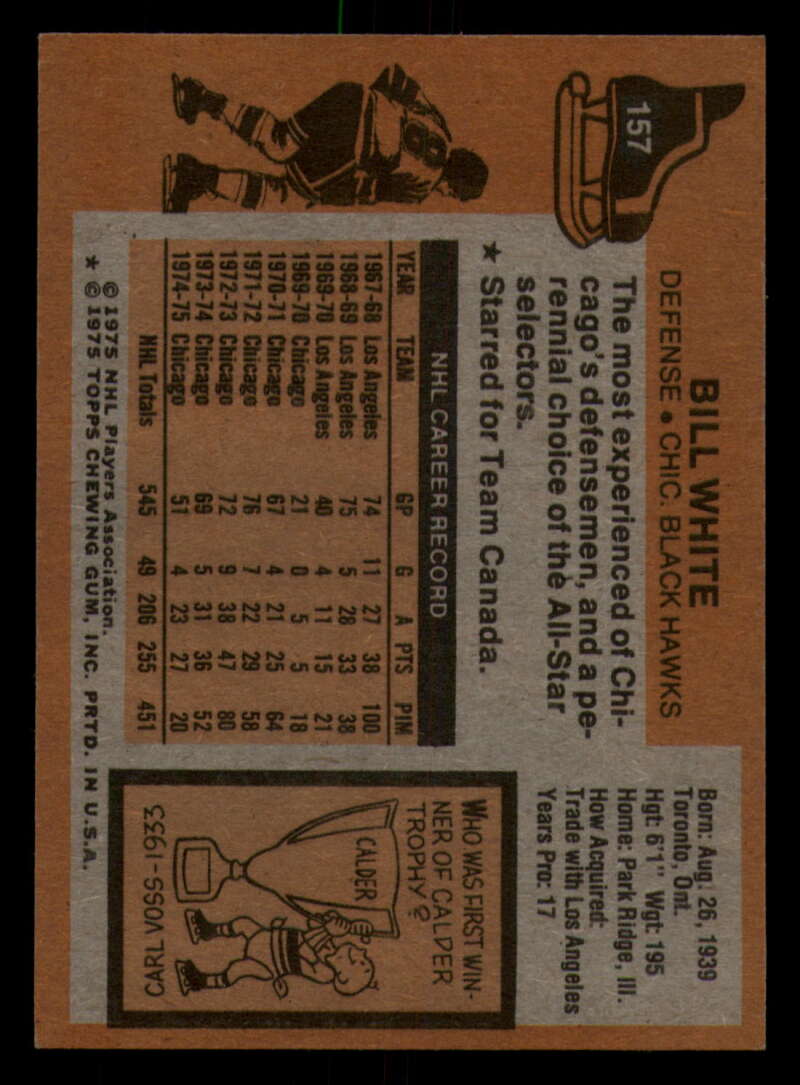 157
BILL WHITE
DEFENSE • CHIC. BLACK HAWKS
The most experienced of Chi-
cago's defensemen, and a pe-
rennial choice of the All-Star
selectors.
★ Starred for Team Canada.
Born: Aug. 26, 1939
Toronto, Ont.
Hgt: 6'1" Wgt: 195
Home: Park Ridge, Ill.
How Acquired:
Trade with Los Angeles
Years Pro: 17
8
NHL CAREER RECORD
YEAR TEAM GP G A PTS PIM
1967-68 Los Angeles 74 11 27 38 100
1968-69 Los Angeles 75 5 28 33 38
1969-70 Los Angeles 40 4 11 15 21
1969-70 Chicago 21 0 5 5 18
1970-71 Chicago 67 4 21 25 64
1971-72 Chicago 76 7 22 29 58
1972-73 Chicago 72 9 38 47 80
1973-74 Chicago 69 5 31 36 52
1974-75 Chicago 51 4 23 27 20
NHL Totals 545 49 206 255 451
WHO WAS FIRST WIN-
NER OF CALDER
TROPHY?
CALDER
CARL VOSS-1933
© 1975 NHL Players Association.
★ © 1975 TOPPS CHEWING GUM, INC. PRTD. IN U.S.A.